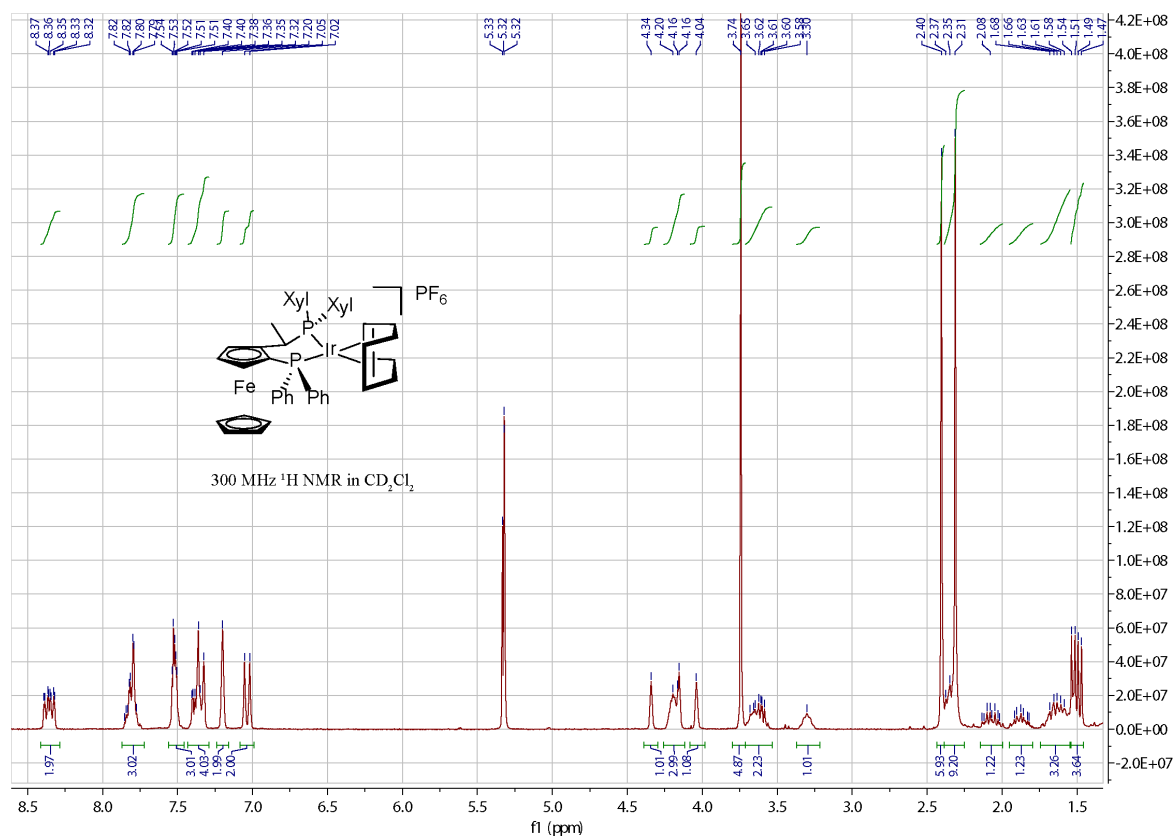 8.37 8.36 8.35 8.33 8.32 7.82 7.82 7.80 7.79 7.54 7.53 7.52 7.51 7.51 7.40 7.40 7.38 7.36 7.35 7.32 7.20 7.05 7.02 5.33 5.32 5.32 4.34 4.20 4.16 4.16 4.04 3.74 3.65 3.62 3.61 3.60 3.58 3.30 2.40 2.37 2.35 2.31 2.08 1.68 1.66 1.63 1.61 1.58 1.54 1.51 1.49 1.47
4.2E+08
4.0E+08
3.8E+08
3.6E+08
3.4E+08
3.2E+08
3.0E+08
2.8E+08
2.6E+08
2.4E+08
2.2E+08
2.0E+08
1.8E+08
1.6E+08
1.4E+08
1.2E+08
1.0E+08
8.0E+07
6.0E+07
4.0E+07
2.0E+07
0.0E+00
-2.0E+07
Xyl Xyl
PF6
P
Ir
P
Fe
Ph Ph
300 MHz ¹H NMR in CD₂Cl₂
1.97 3.02 3.01 4.03 1.99 2.00 1.01 2.99 1.08 4.87 2.23 1.01 5.93 9.20 1.22 1.23 3.26 3.64
8.5 8.0 7.5 7.0 6.5 6.0 5.5 5.0 4.5 4.0 3.5 3.0 2.5 2.0 1.5
f1 (ppm)